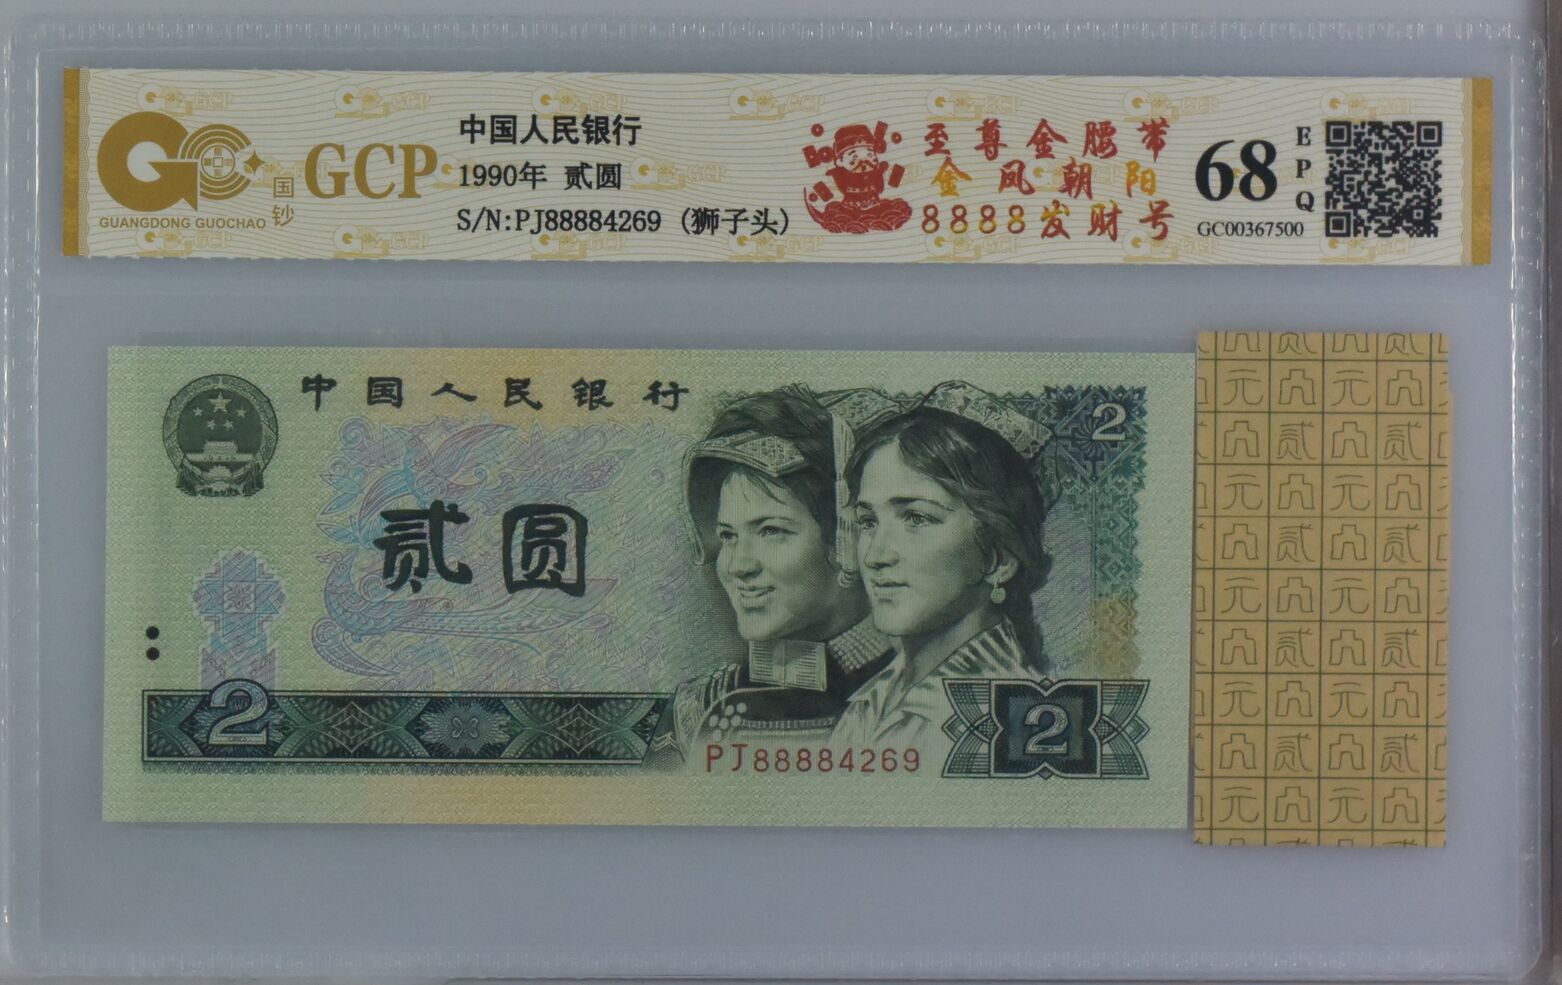 GCP
国钞
GUANGDONG GUOCHAO
中国人民银行
1990年 贰圆
S/N:PJ88884269 (狮子头)
至尊金腰带
金凤朝阳
8888发财号
68
EPQ
GC00367500
中国人民银行
2
贰圆
2
PJ88884269
2